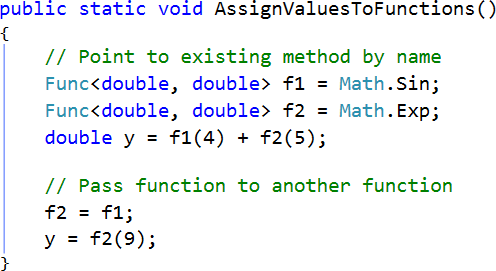 public static void AssignValuesToFunctions()
{
    // Point to existing method by name
    Func<double, double> f1 = Math.Sin;
    Func<double, double> f2 = Math.Exp;
    double y = f1(4) + f2(5);

    // Pass function to another function
    f2 = f1;
    y = f2(9);
}